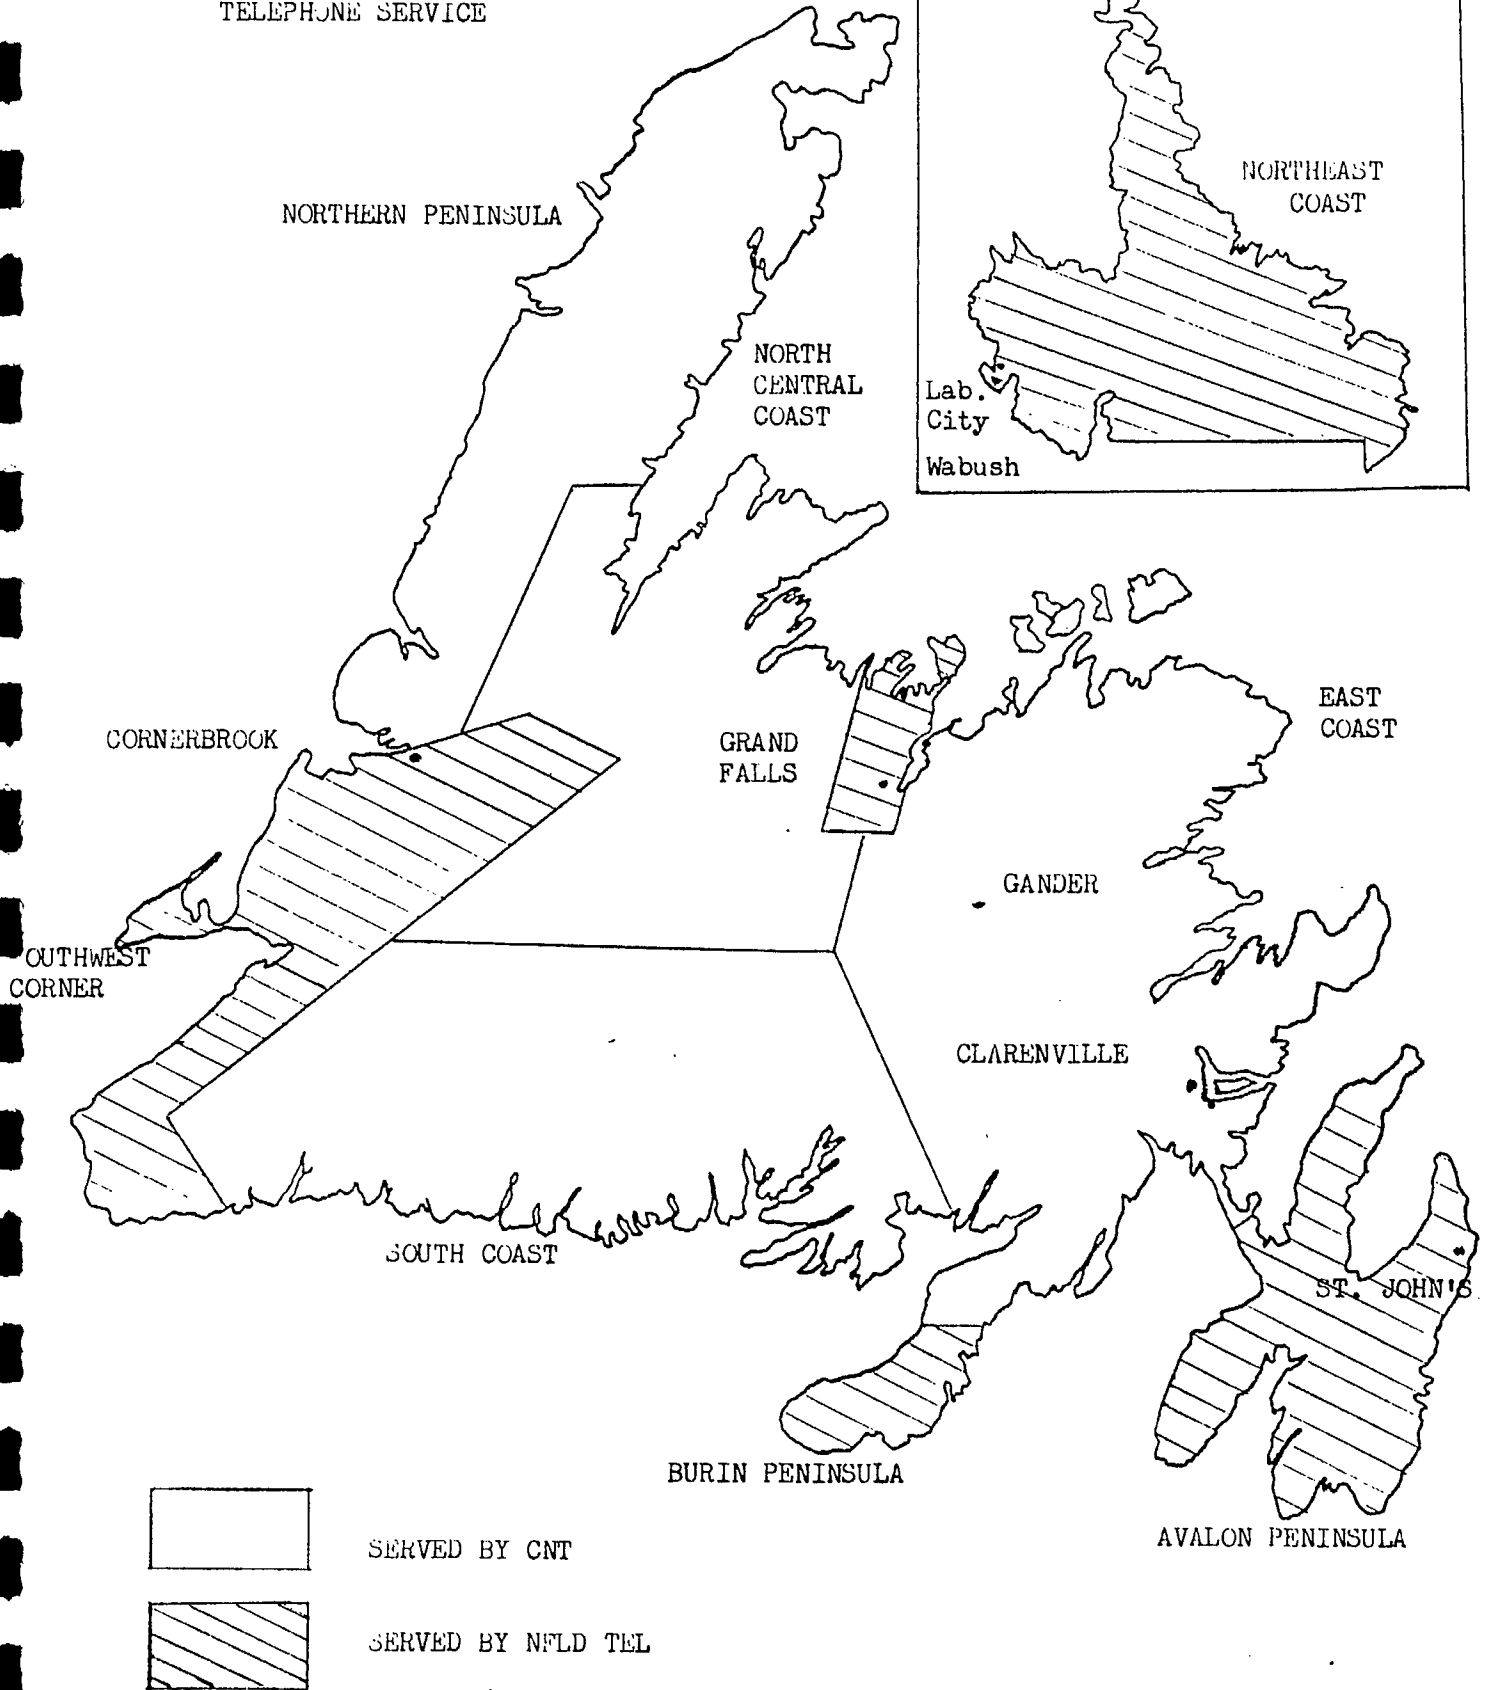 TELEPHONE SERVICE
NORTHEAST
COAST
NORTHERN PENINSULA
NORTH
CENTRAL
COAST
Lab.
City
Wabush
EAST
COAST
CORNERBROOK
GRAND
FALLS
GANDER
OUTHWEST
CORNER
CLARENVILLE
SOUTH COAST
ST. JOHN'S
BURIN PENINSULA
AVALON PENINSULA
SERVED BY CNT
SERVED BY NFLD TEL